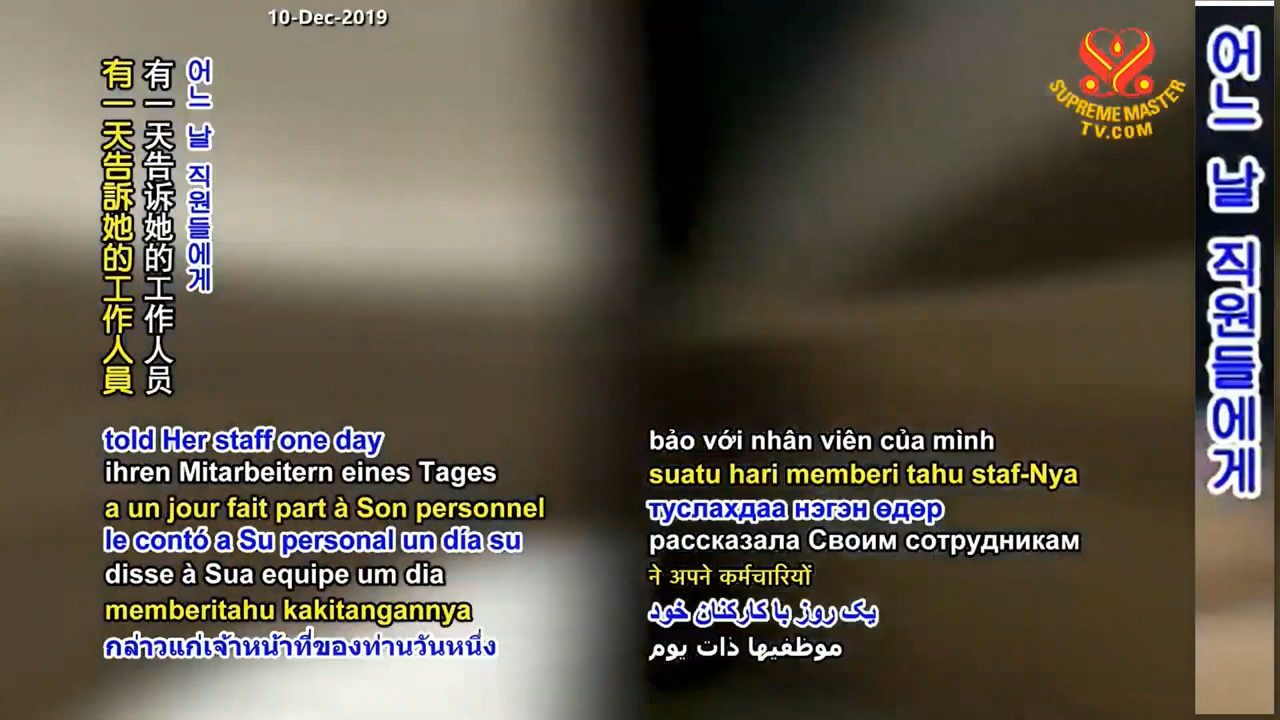 10-Dec-2019
SUPREME MASTER
TV.COM
有一天告訴她的工作人員
有一天告诉她的工作人员
어느 날 직원들에게
어느 날 직원들에게
told Her staff one day
ihren Mitarbeitern eines Tages
a un jour fait part à Son personnel
le contó a Su personal un día su
disse à Sua equipe um dia
memberitahu kakitangannya
กล่าวแก่เจ้าหน้าที่ของท่านวันหนึ่ง
bảo với nhân viên của mình
suatu hari memberi tahu staf-Nya
туслахдаа нэгэн өдөр
рассказала Своим сотрудникам
ने अपने कर्मचारियों
یک روز با کارکنان خود
موظفيها ذات يوم